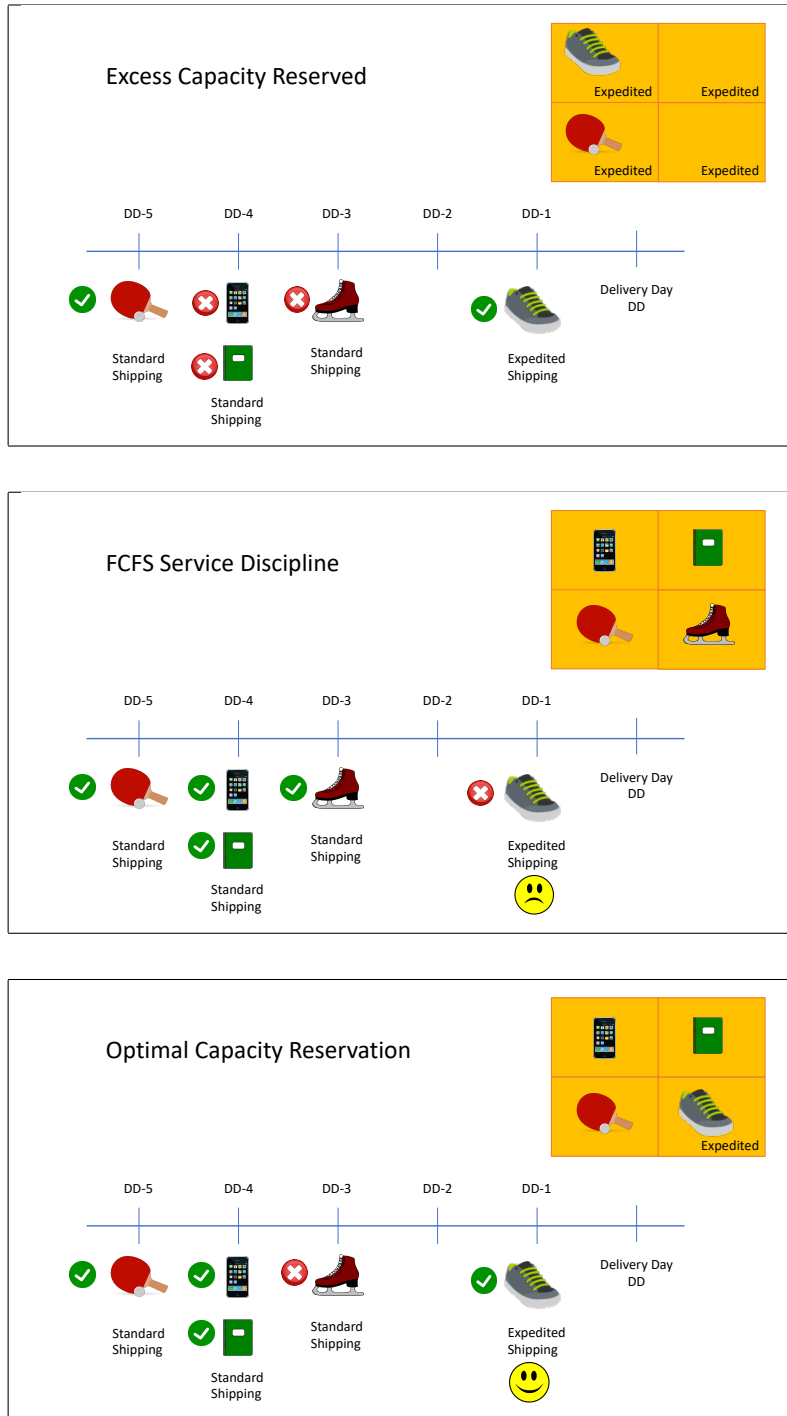 Excess Capacity Reserved
Expedited
Expedited
Expedited
Expedited
DD-5
DD-4
DD-3
DD-2
DD-1
Delivery Day
DD
Standard
Shipping
Standard
Shipping
Standard
Shipping
Expedited
Shipping
FCFS Service Discipline
DD-5
DD-4
DD-3
DD-2
DD-1
Delivery Day
DD
Standard
Shipping
Standard
Shipping
Standard
Shipping
Expedited
Shipping
Optimal Capacity Reservation
Expedited
DD-5
DD-4
DD-3
DD-2
DD-1
Delivery Day
DD
Standard
Shipping
Standard
Shipping
Standard
Shipping
Expedited
Shipping